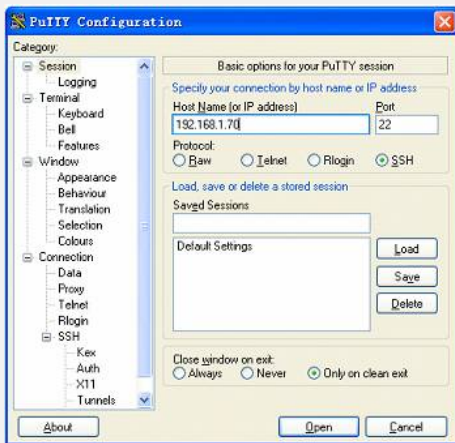 PuTTY Configuration
Category:
Session
Logging
Terminal
Keyboard
Bell
Features
Window
Appearance
Behaviour
Translation
Selection
Colours
Connection
Data
Proxy
Telnet
Rlogin
SSH
Kex
Auth
X11
Tunnels
Basic options for your PuTTY session
Specify your connection by host name or IP address
Host Name (or IP address) Port
192.168.1.70 22
Protocol:
Raw Telnet Rlogin SSH
Load, save or delete a stored session
Saved Sessions
Default Settings
Load
Save
Delete
Close window on exit:
Always Never Only on clean exit
About Open Cancel